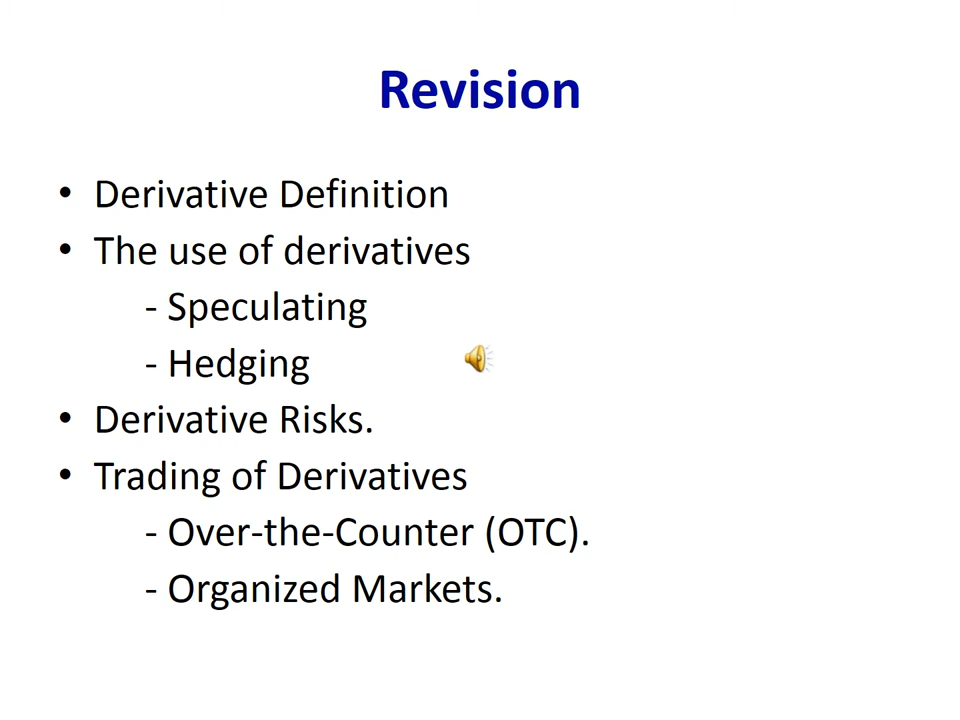 Revision
• Derivative Definition
• The use of derivatives
- Speculating
- Hedging
• Derivative Risks.
• Trading of Derivatives
- Over-the-Counter (OTC).
- Organized Markets.